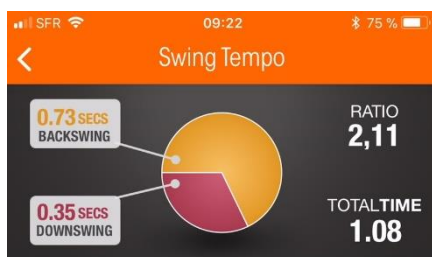 SFR 09:22 75 %
Swing Tempo
0.73 SECS
BACKSWING
RATIO
2,11
0.35 SECS
DOWNSWING
TOTALTIME
1.08